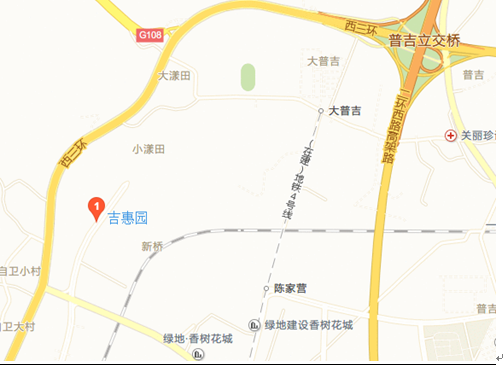 G108
西三环
普吉立交桥
大漾田
大普吉
普吉
大普吉
关丽珍诊
二环西路高架路
西三环
小漾田
(在建)地铁4号线
1
吉惠园
新桥
自卫小村
陈家营
普吉
自卫大村
绿地建设香树花城
绿地·香树花城